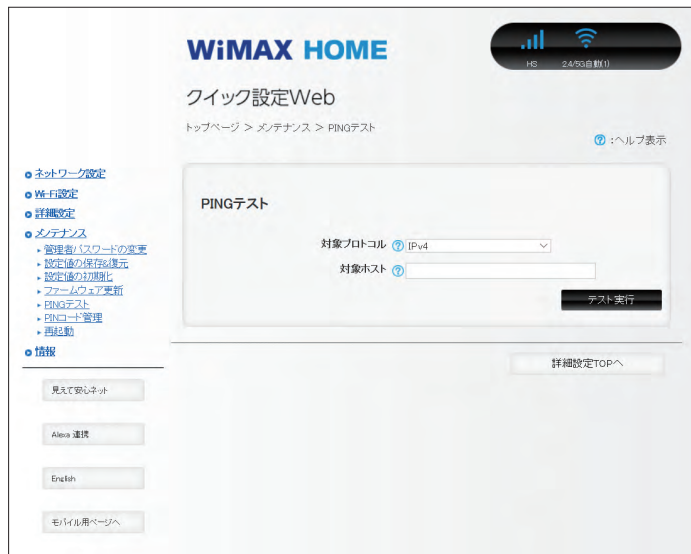 WiMAX HOME
HS 2.4/5G自動(1)
クイック設定Web
トップページ > メンテナンス > PINGテスト
? :ヘルプ表示
ネットワーク設定
Wi-Fi設定
詳細設定
メンテナンス
管理者パスワードの変更
設定値の保存&復元
設定値の初期化
ファームウェア更新
PINGテスト
PINコード管理
再起動
情報
見えて安心ネット
Alexa 連携
English
モバイル用ページへ
PINGテスト
対象プロトコル ? IPv4
対象ホスト ?
テスト実行
詳細設定TOPへ